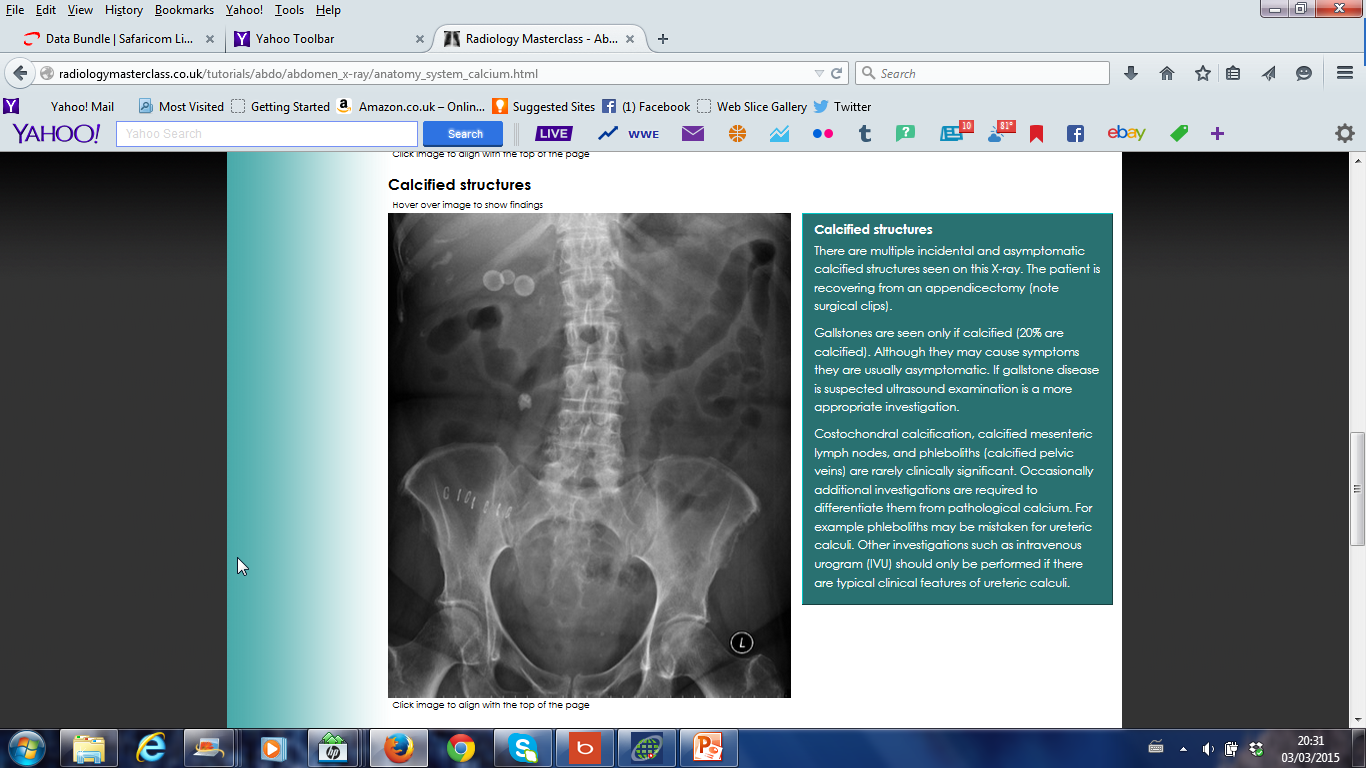 File Edit View History Bookmarks Yahoo! Tools Help
Data Bundle | Safaricom Li...
Yahoo Toolbar
Radiology Masterclass - Ab...
radiologymasterclass.co.uk/tutorials/abdo/abdomen_x-ray/anatomy_system_calcium.html
Search
Yahoo! Mail
Most Visited
Getting Started
Amazon.co.uk – Onlin...
Suggested Sites
(1) Facebook
Web Slice Gallery
Twitter
YAHOO!
Yahoo Search
Search
LIVE
WWE
10
81°
ebay
Click image to align with the top of the page
Calcified structures
Hover over image to show findings
L
Click image to align with the top of the page
Calcified structures
There are multiple incidental and asymptomatic
calcified structures seen on this X-ray. The patient is
recovering from an appendicectomy (note
surgical clips).
Gallstones are seen only if calcified (20% are
calcified). Although they may cause symptoms
they are usually asymptomatic. If gallstone disease
is suspected ultrasound examination is a more
appropriate investigation.
Costochondral calcification, calcified mesenteric
lymph nodes, and phleboliths (calcified pelvic
veins) are rarely clinically significant. Occasionally
additional investigations are required to
differentiate them from pathological calcium. For
example phleboliths may be mistaken for ureteric
calculi. Other investigations such as intravenous
urogram (IVU) should only be performed if there
are typical clinical features of ureteric calculi.
20:31
03/03/2015